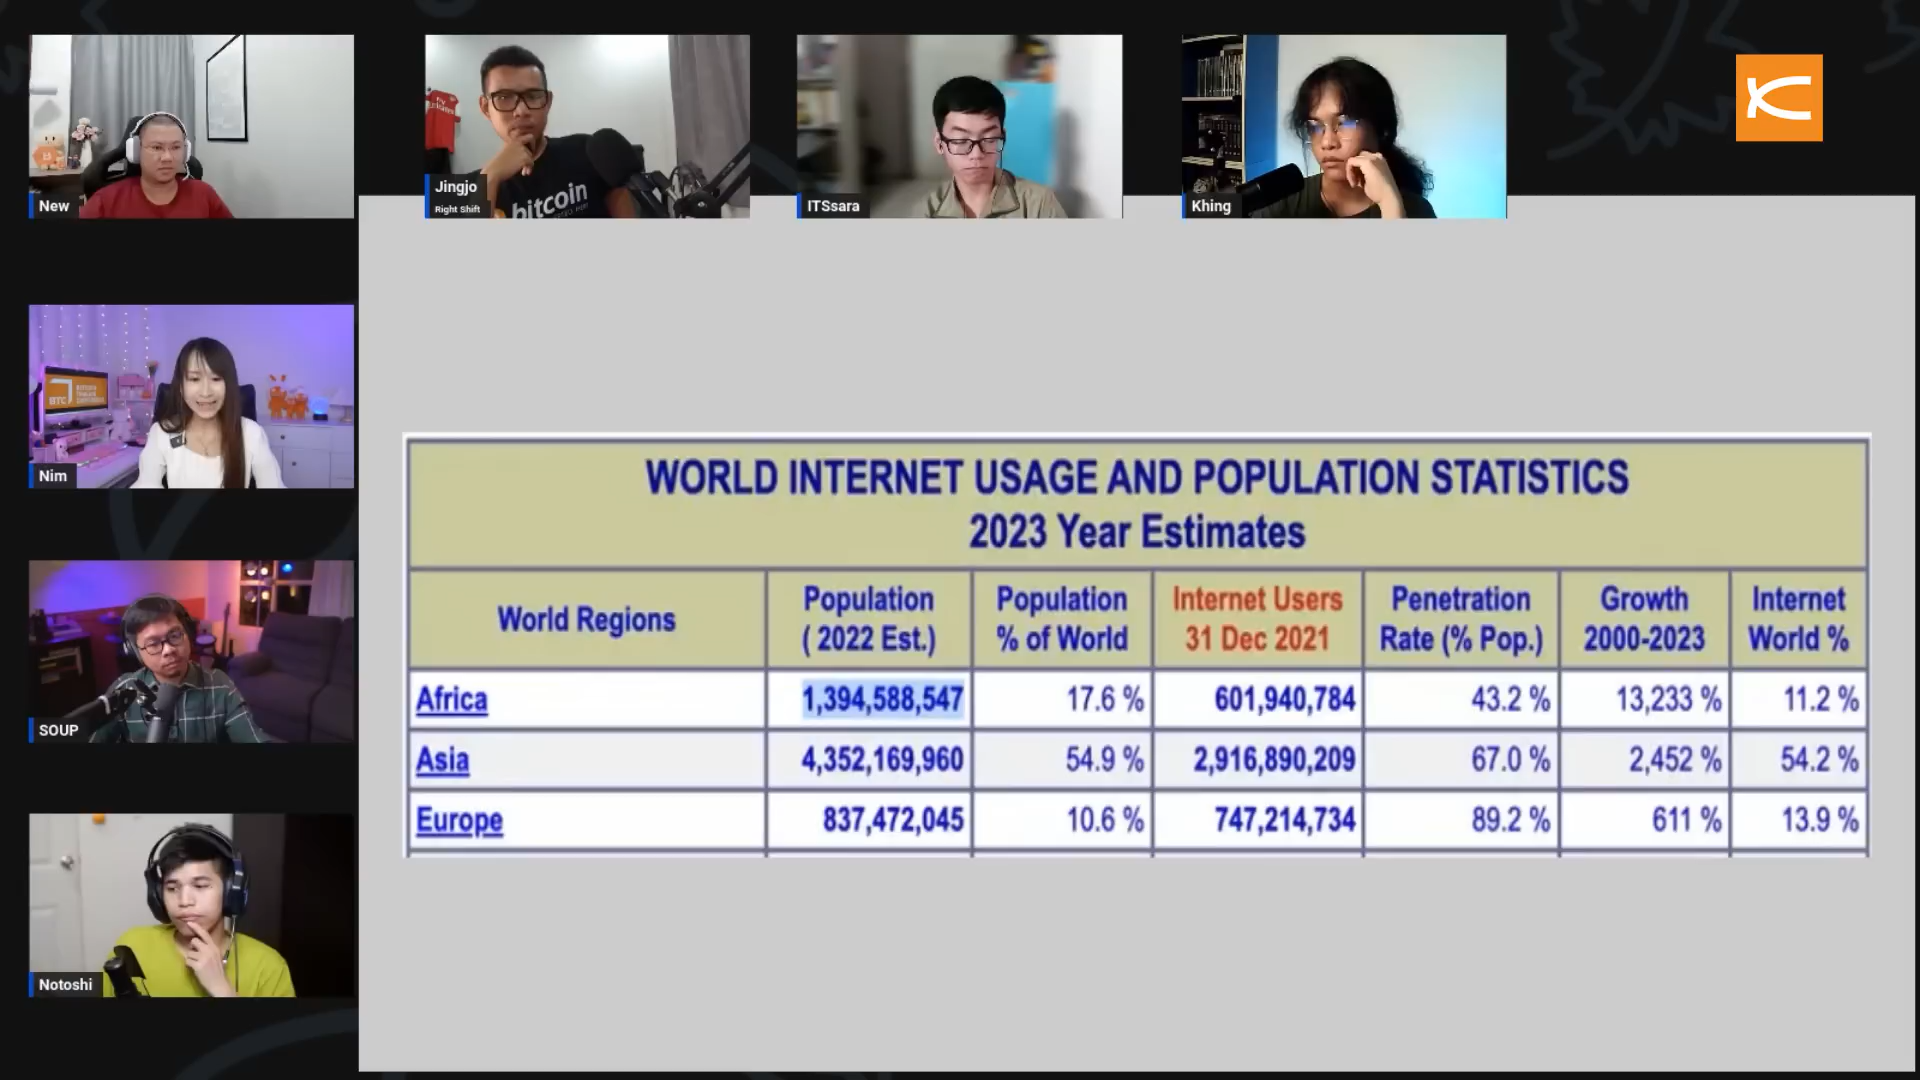 New
Jingjo
Right Shift
bitcoin
ITSsara
Khing
Nim
BTC
SOUP
Notoshi
WORLD INTERNET USAGE AND POPULATION STATISTICS
2023 Year Estimates
World Regions
Population
( 2022 Est.)
Population
% of World
Internet Users
31 Dec 2021
Penetration
Rate (% Pop.)
Growth
2000-2023
Internet
World %
Africa 1,394,588,547 17.6 % 601,940,784 43.2 % 13,233 % 11.2 %
Asia 4,352,169,960 54.9 % 2,916,890,209 67.0 % 2,452 % 54.2 %
Europe 837,472,045 10.6 % 747,214,734 89.2 % 611 % 13.9 %